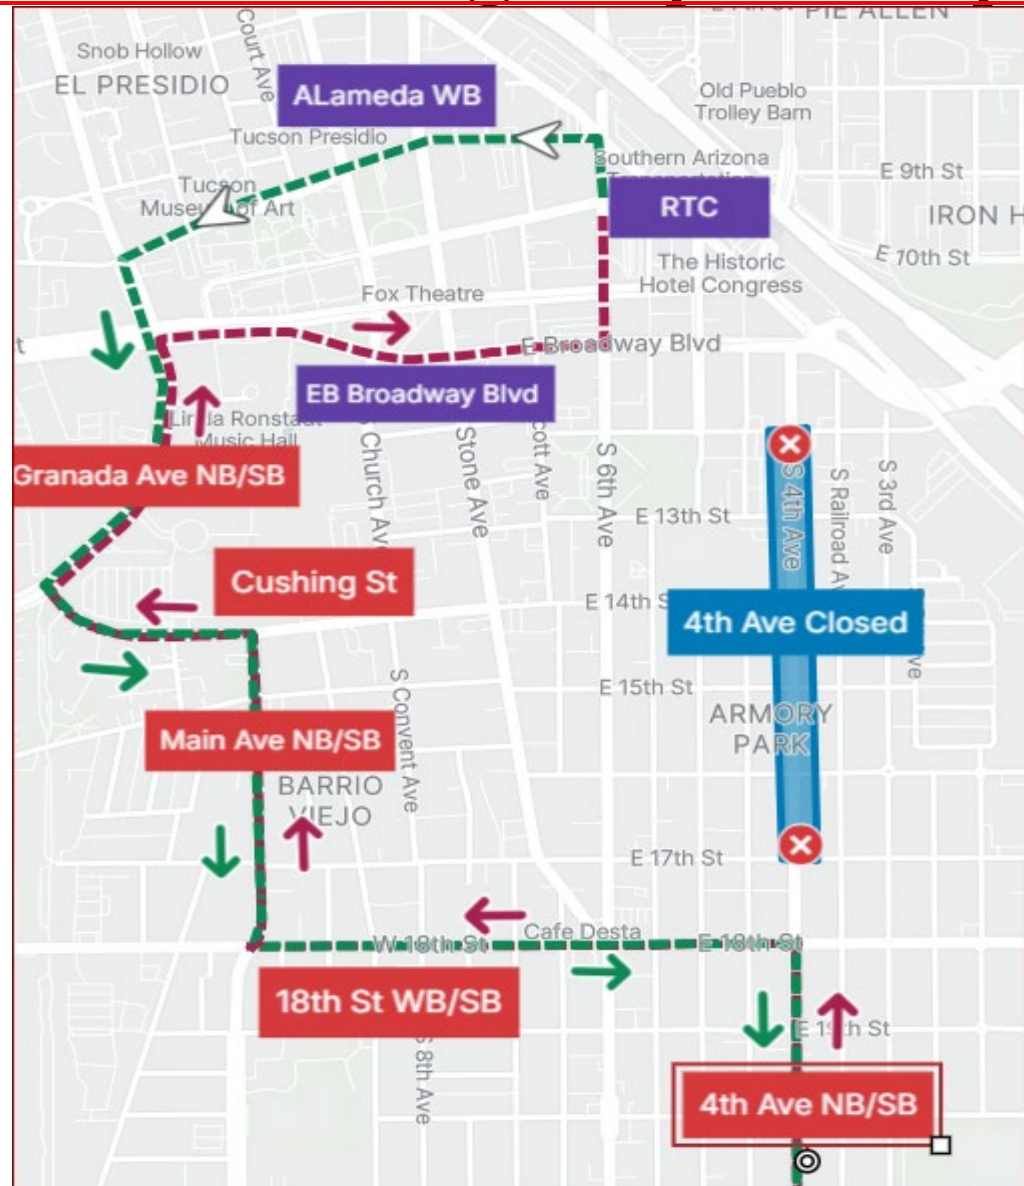 PIE ALLEN
Snob Hollow
EL PRESIDIO
Court Ave
ALameda WB
Old Pueblo
Trolley Barn
Tucson Presidio
Southern Arizona
E 9th St
Tucson
Museum of Art
RTC
IRON H
E 10th St
The Historic
Hotel Congress
Fox Theatre
t
E Broadway Blvd
EB Broadway Blvd
Linda Ronstadt
Music Hall
S Church Av
Stone Ave
cott Ave
S 6th Ave
S 4th Ave
S Railroad Av
S 3rd Ave
Granada Ave NB/SB
E 13th St
Cushing St
E 14th S
4th Ave Closed
ve
E 15th St
S Convent Ave
ARMORY
PARK
Main Ave NB/SB
BARRIO
VIEJO
E 17th St
Cafe Desta
W 18th St
E 18th St
18th St WB/SB
E 19th St
S 8th Ave
4th Ave NB/SB